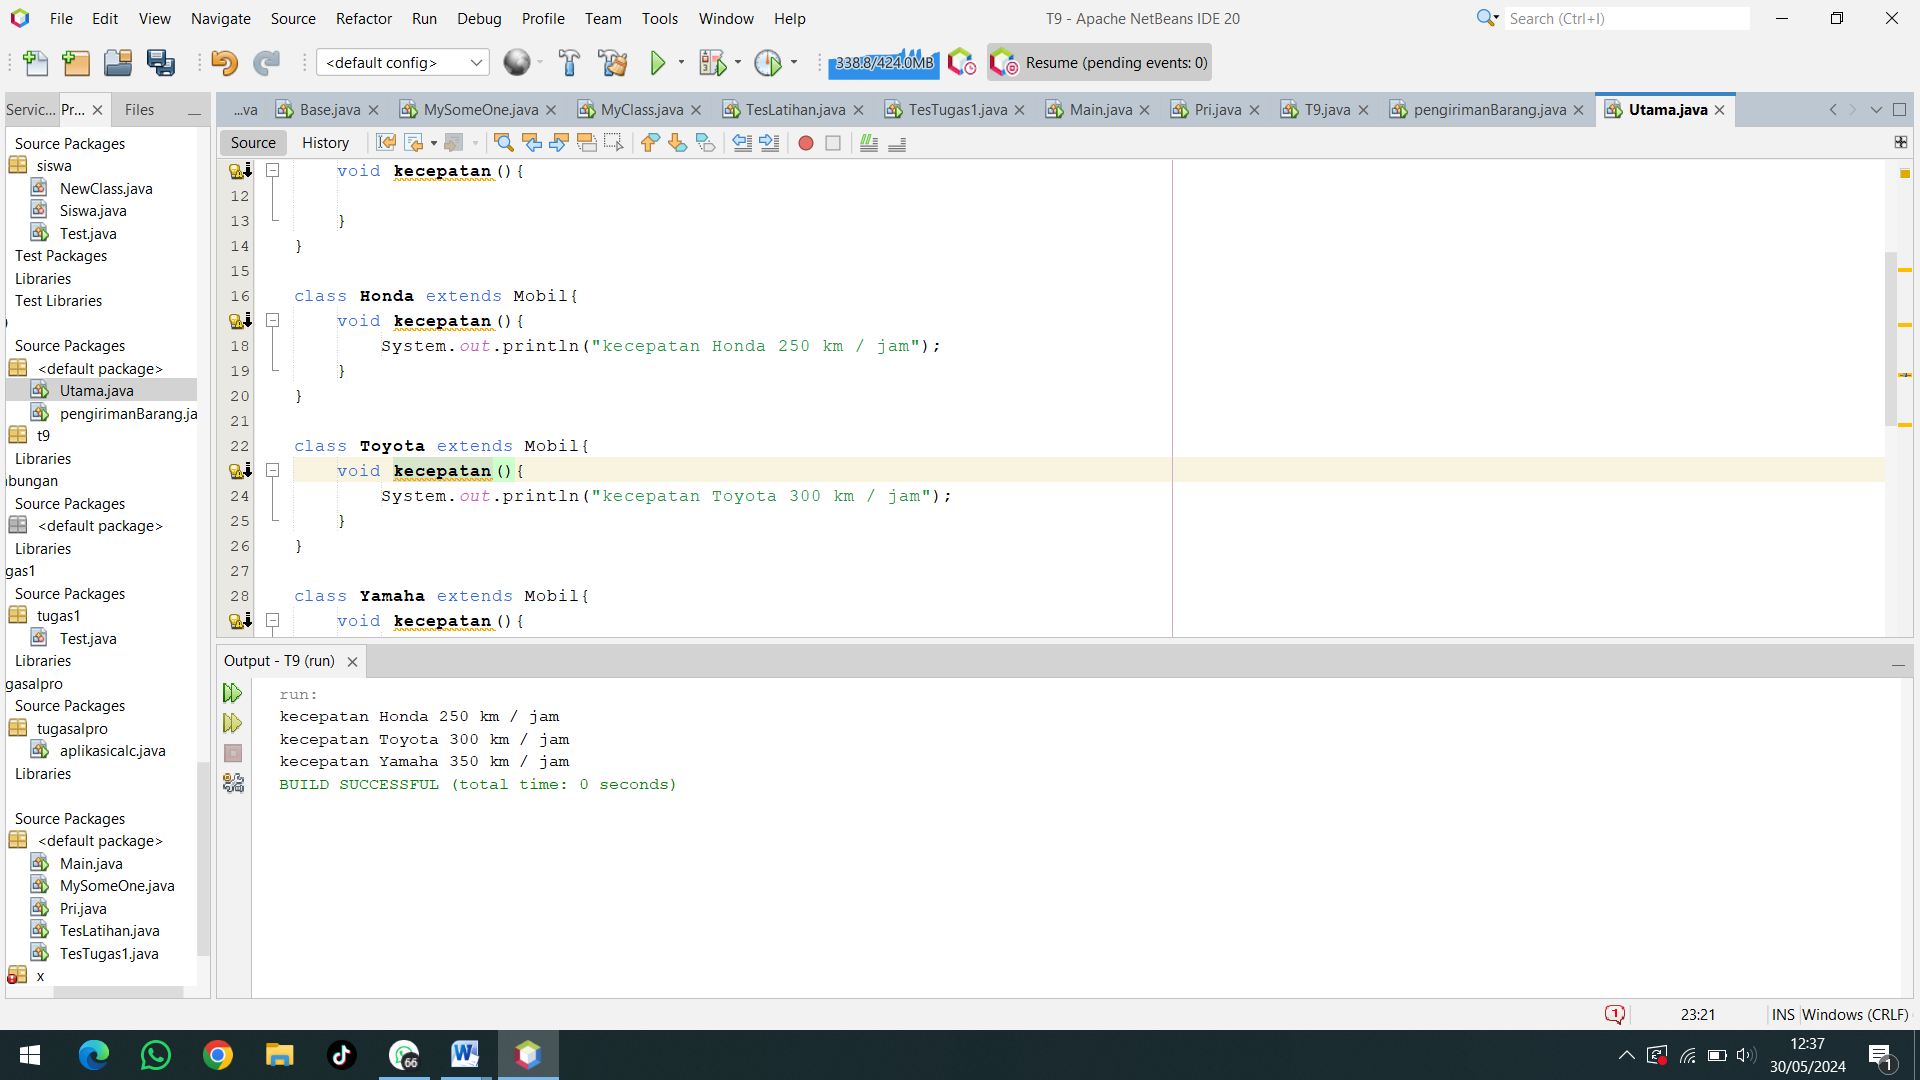 File Edit View Navigate Source Refactor Run Debug Profile Team Tools Window Help
T9 - Apache NetBeans IDE 20
Search (Ctrl+I)
<default config>
338.8/424.0MB
Resume (pending events: 0)
Servic... Pr... Files
...va Base.java MySomeOne.java MyClass.java TesLatihan.java TesTugas1.java Main.java Pri.java T9.java pengirimanBarang.java Utama.java
Source History
Source Packages
siswa
NewClass.java
Siswa.java
Test.java
Test Packages
Libraries
Test Libraries
Source Packages
<default package>
Utama.java
pengirimanBarang.ja
t9
Libraries
bungan
Source Packages
<default package>
Libraries
gas1
Source Packages
tugas1
Test.java
Libraries
gasalpro
Source Packages
tugasalpro
aplikasicalc.java
Libraries
Source Packages
<default package>
Main.java
MySomeOne.java
Pri.java
TesLatihan.java
TesTugas1.java
x
void kecepatan(){
12
13 }
14 }
15
16 class Honda extends Mobil{
void kecepatan(){
18 System.out.println("kecepatan Honda 250 km / jam");
19 }
20 }
21
22 class Toyota extends Mobil{
void kecepatan(){
24 System.out.println("kecepatan Toyota 300 km / jam");
25 }
26 }
27
28 class Yamaha extends Mobil{
void kecepatan(){
Output - T9 (run)
run:
kecepatan Honda 250 km / jam
kecepatan Toyota 300 km / jam
kecepatan Yamaha 350 km / jam
BUILD SUCCESSFUL (total time: 0 seconds)
1
23:21
INS
Windows (CRLF)
66
12:37
30/05/2024
1